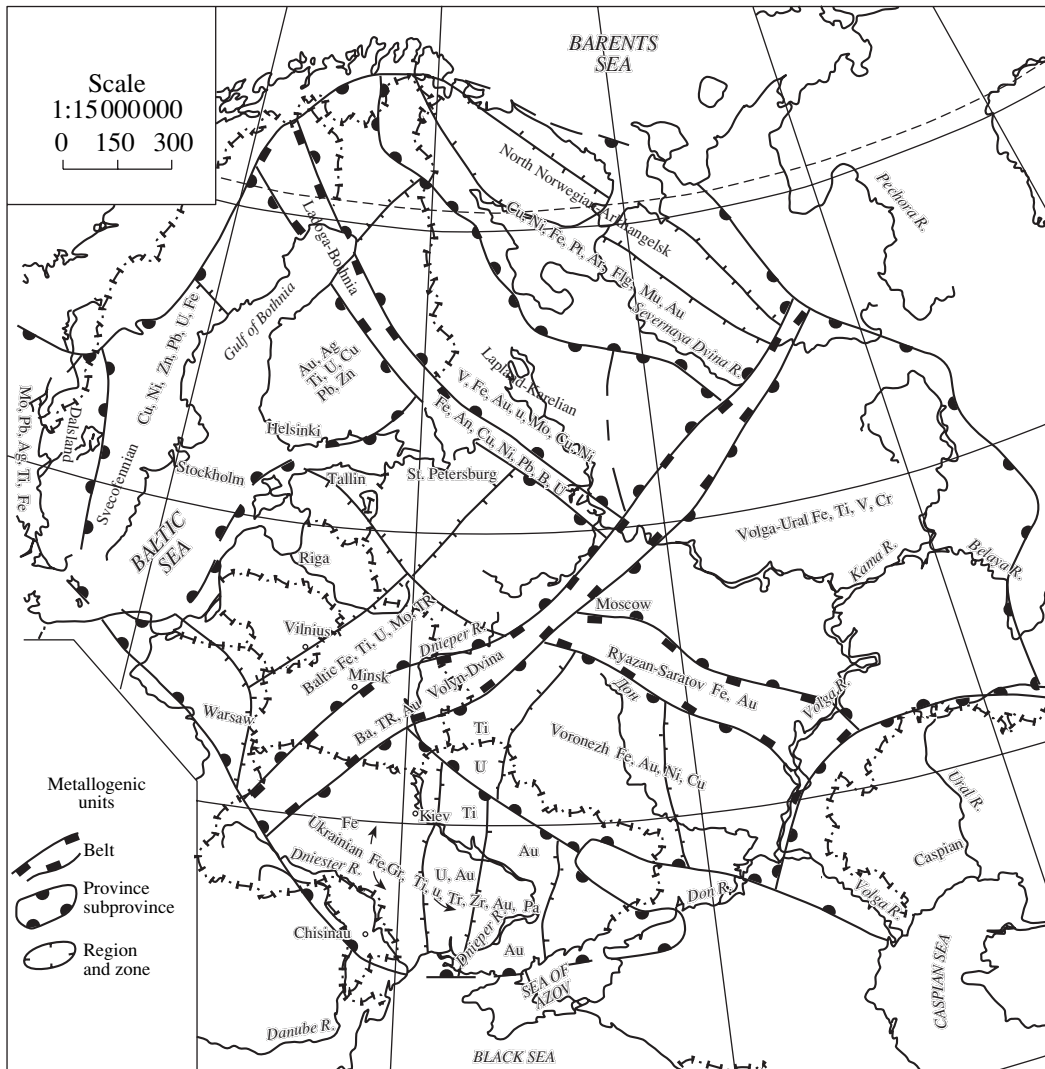 BARENTS
SEA
Scale
1:15 000 000
0 150 300
North Norwegian-Arkhangelsk
Pechora R.
Cu, Ni, Fe, Pt, Ar, Flg, Mu, Au
Ladoga-Bothnia
Severnaya Dvina R.
Gulf of Bothnia
Cu, Ni, Zn, Pb, U, Fe
Au, Ag
Ti, U, Cu
Pb, Zn
Lapland-Karelian
V, Fe, Au, u, Mo, Cu, Ni
Fe, An, Cu, Ni, Pb, B, U
Mo, Pb, Ag, Ti, Fe
Dalsland
Svecofennian
Helsinki
Stockholm
Tallin
St. Petersburg
BALTIC
SEA
Volga-Ural Fe, Ti, V, Cr
Riga
Kama R.
Belaya R.
Moscow
Vilnius
Baltic Fe, Ti, U, Mo, TR
Dnieper R.
Minsk
Volyn-Dvina
Ryazan-Saratov Fe, Au
Дон
Volga R.
Warsaw
Ba, TR, Au
Ti
Voronezh Fe, Au, Ni, Cu
U
Ural R.
Metallogenic
units
Kiev
Ti
Fe
Belt
Ukrainian Fe, Gr, Ti, u, Tr, Zr, Au, Pa
Dniester R.
Au
Caspian
U, Au
Province
subprovince
Don R.
Volga R.
Chisinau
Dnieper R.
Region
and zone
Au
SEA OF
AZOV
CASPIAN SEA
Danube R.
BLACK SEA